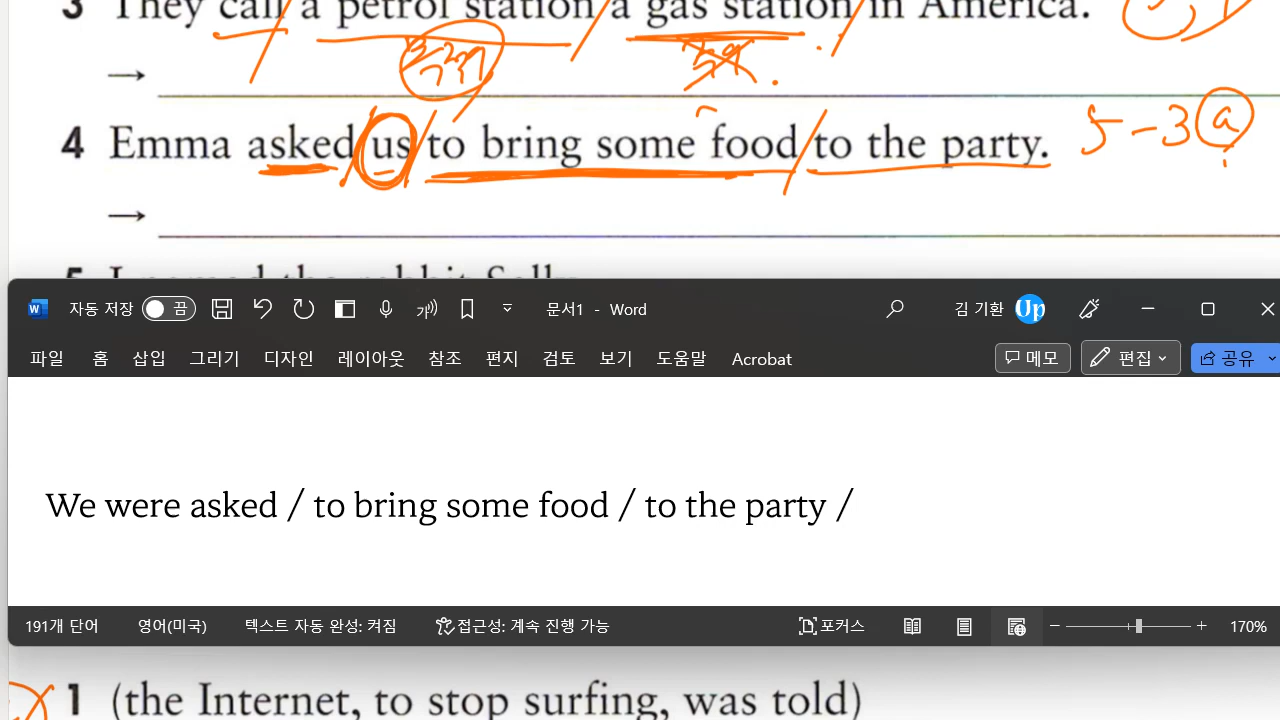 3 They call / a petrol station / a gas station / in America.
→
4 Emma asked / us / to bring some food / to the party. 5-3 ⓐ
→
W 자동 저장 끔 가 문서1 - Word 김 기환 Up
파일 홈 삽입 그리기 디자인 레이아웃 참조 편지 검토 보기 도움말 Acrobat 메모 편집 공유
We were asked / to bring some food / to the party /
191개 단어 영어(미국) 텍스트 자동 완성: 켜짐 접근성: 계속 진행 가능 포커스 170%
1 (the Internet, to stop surfing, was told)